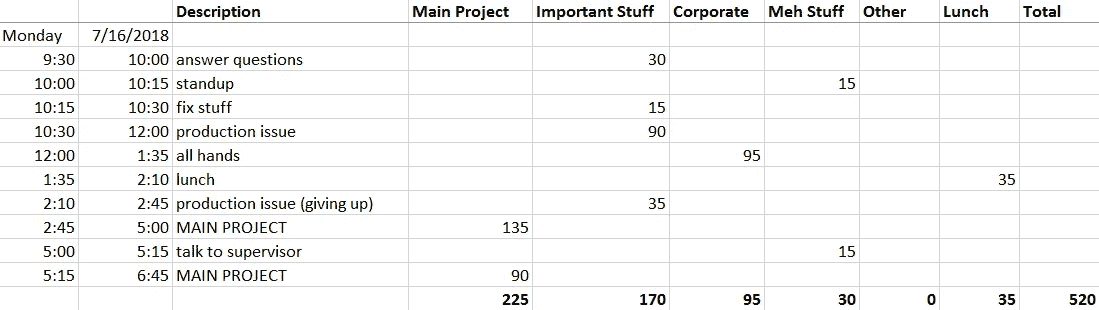 Description Main Project Important Stuff Corporate Meh Stuff Other Lunch Total
Monday 7/16/2018
9:30 10:00 answer questions 30
10:00 10:15 standup 15
10:15 10:30 fix stuff 15
10:30 12:00 production issue 90
12:00 1:35 all hands 95
1:35 2:10 lunch 35
2:10 2:45 production issue (giving up) 35
2:45 5:00 MAIN PROJECT 135
5:00 5:15 talk to supervisor 15
5:15 6:45 MAIN PROJECT 90
225 170 95 30 0 35 520